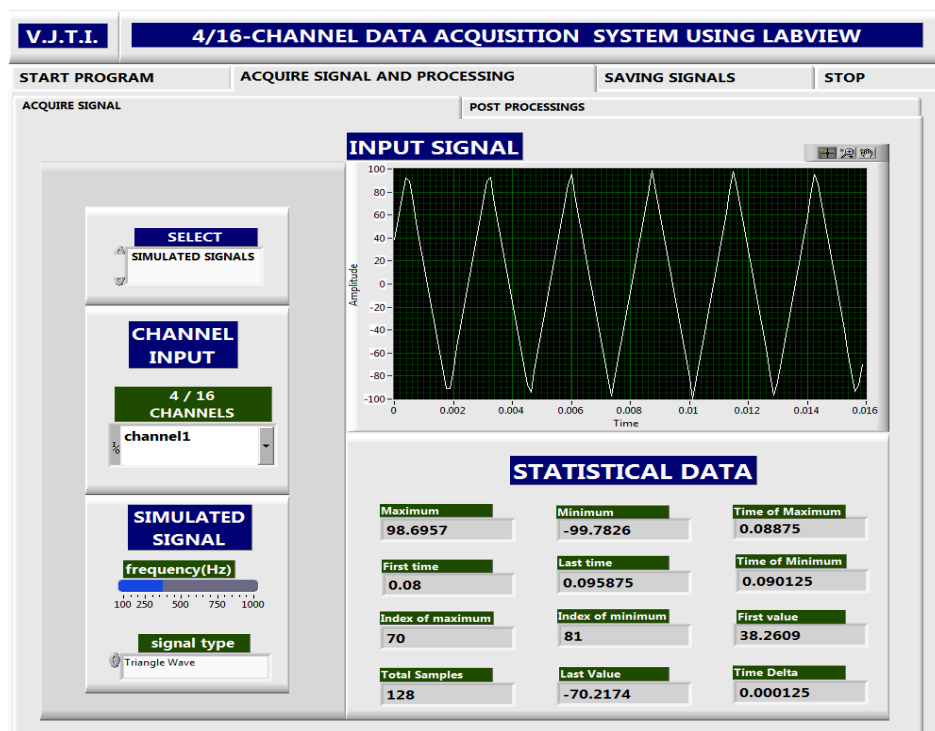 V.J.T.I.
4/16-CHANNEL DATA ACQUISITION SYSTEM USING LABVIEW
START PROGRAM
ACQUIRE SIGNAL AND PROCESSING
SAVING SIGNALS
STOP
ACQUIRE SIGNAL
POST PROCESSINGS
SELECT
SIMULATED SIGNALS
CHANNEL
INPUT
4 / 16
CHANNELS
I/O
channel1
SIMULATED
SIGNAL
frequency(Hz)
100 250 500 750 1000
signal type
Triangle Wave
INPUT SIGNAL
Amplitude
100
80
60
40
20
0
-20
-40
-60
-80
-100
0 0.002 0.004 0.006 0.008 0.01 0.012 0.014 0.016
Time
STATISTICAL DATA
Maximum
98.6957
Minimum
-99.7826
Time of Maximum
0.08875
First time
0.08
Last time
0.095875
Time of Minimum
0.090125
Index of maximum
70
Index of minimum
81
First value
38.2609
Total Samples
128
Last Value
-70.2174
Time Delta
0.000125